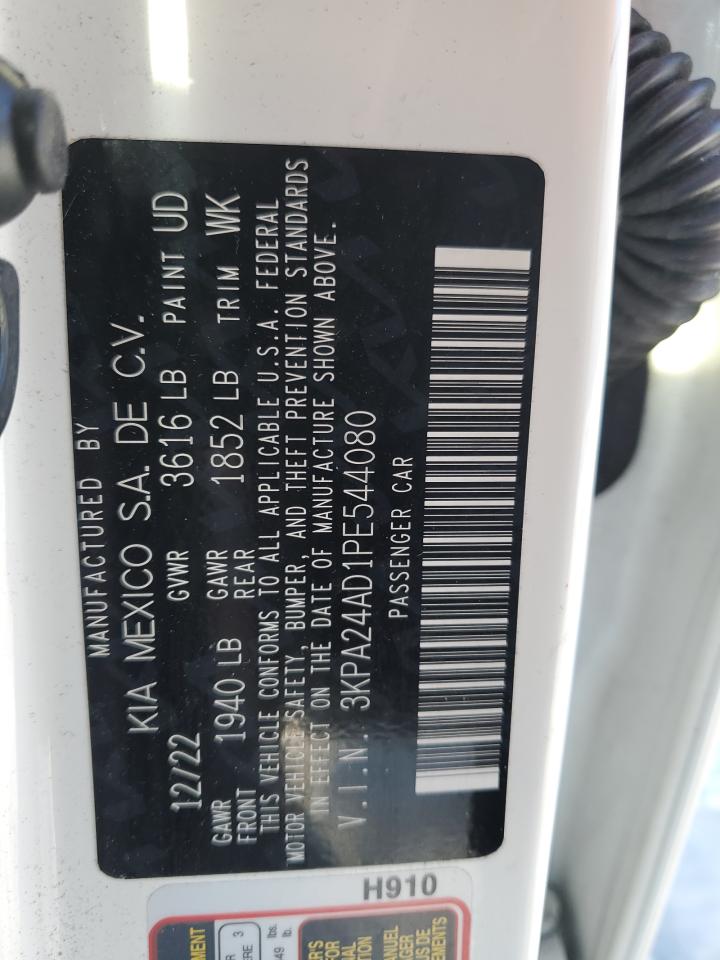 MANUFACTURED BY
KIA MEXICO S.A. DE C.V.
12/22 GVWR 3616 LB PAINT UD
GAWR FRONT 1940 LB GAWR REAR 1852 LB TRIM WK
THIS VEHICLE CONFORMS TO ALL APPLICABLE U.S.A. FEDERAL
MOTOR VEHICLE SAFETY, BUMPER, AND THEFT PREVENTION STANDARDS
IN EFFECT ON THE DATE OF MANUFACTURE SHOWN ABOVE.
V.I.N. : 3KPA24AD1PE544080
PASSENGER CAR
H910